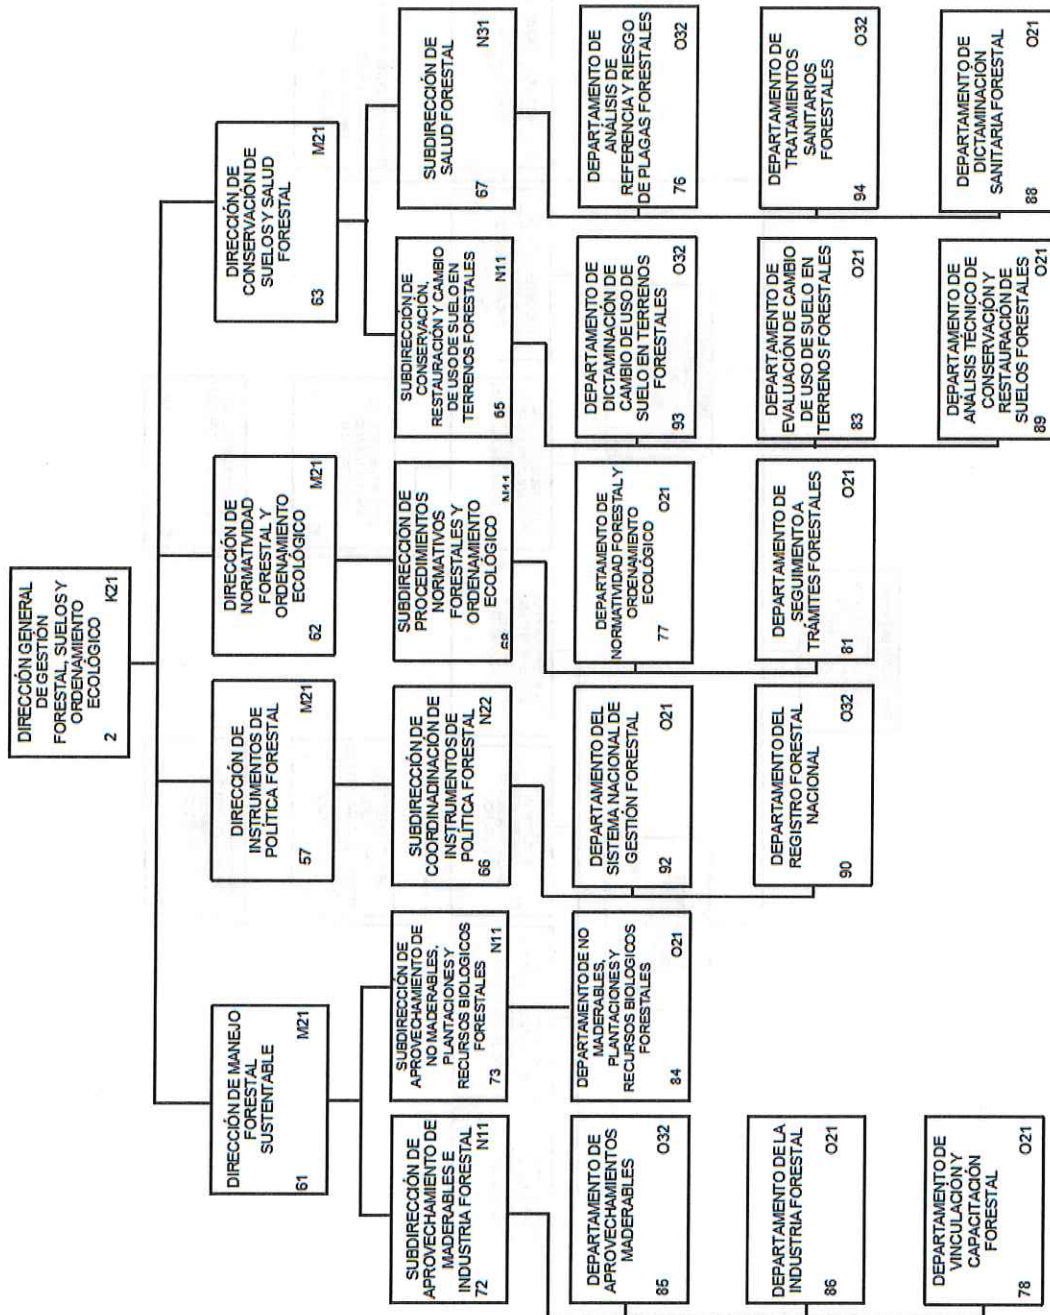 DIRECCIÓN GENERAL
DE GESTIÓN
FORESTAL, SUELOS Y
ORDENAMIENTO
ECOLÓGICO
2 K21
DIRECCIÓN DE MANEJO
FORESTAL
SUSTENTABLE
61 M21
DIRECCIÓN DE
INSTRUMENTOS DE
POLÍTICA FORESTAL
57 M21
DIRECCIÓN DE
NORMATIVIDAD
FORESTAL Y
ORDENAMIENTO
ECOLÓGICO
62 M21
DIRECCIÓN DE
CONSERVACIÓN DE
SUELOS Y SALUD
FORESTAL
63 M21
SUBDIRECCIÓN DE
APROVECHAMIENTO DE
MADERABLES E
INDUSTRIA FORESTAL
72 N11
SUBDIRECCIÓN DE
APROVECHAMIENTO DE
NO MADERABLES,
PLANTACIONES Y
RECURSOS BIOLOGICOS
FORESTALES
73 N11
SUBDIRECCIÓN DE
COORDINADINACIÓN DE
INSTRUMENTOS DE
POLÍTICA FORESTAL
66 N22
SUBDIRECCIÓN DE
PROCEDIMIENTOS
NORMATIVOS
FORESTALES Y
ORDENAMIENTO
ECOLÓGICO
68 N11
SUBDIRECCIÓN DE
CONSERVACIÓN,
RESTAURACIÓN Y CAMBIO
DE USO DE SUELO EN
TERRENOS FORESTALES
65 N11
SUBDIRECCIÓN DE
SALUD FORESTAL
67 N31
DEPARTAMENTO DE
APROVECHAMIENTOS
MADERABLES
85 O32
DEPARTAMENTO DE NO
MADERABLES,
PLANTACIONES Y
RECURSOS BIOLÓGICOS
FORESTALES
84 O21
DEPARTAMENTO DEL
SISTEMA NACIONAL DE
GESTIÓN FORESTAL
92 O21
DEPARTAMENTO DE
NORMATIVIDAD FORESTAL Y
ORDENAMIENTO
ECOLÓGICO
77 O21
DEPARTAMENTO DE
DICTAMINACIÓN DE
CAMBIO DE USO DE
SUELO EN TERRENOS
FORESTALES
93 O32
DEPARTAMENTO DE
ANÁLISIS DE
REFERENCIA Y RIESGO
DE PLAGAS FORESTALES
76 O32
DEPARTAMENTO DE LA
INDUSTRIA FORESTAL
86 O21
DEPARTAMENTO DEL
REGISTRO FORESTAL
NACIONAL
90 O32
DEPARTAMENTO DE
SEGUIMIENTO A
TRÁMITES FORESTALES
81 O21
DEPARTAMENTO DE
EVALUACIÓN DE CAMBIO
DE USO DE SUELO EN
TERRENOS FORESTALES
83 O21
DEPARTAMENTO DE
TRATAMIENTOS
SANITARIOS
FORESTALES
94 O32
DEPARTAMENTO DE
VINCULACIÓN Y
CAPACITACIÓN
FORESTAL
78 O21
DEPARTAMENTO DE
ANÁLISIS TÉCNICO DE
CONSERVACIÓN Y
RESTAURACIÓN DE
SUELOS FORESTALES
89 O21
DEPARTAMENTO DE
DICTAMINACIÓN
SANITARIA FORESTAL
88 O21